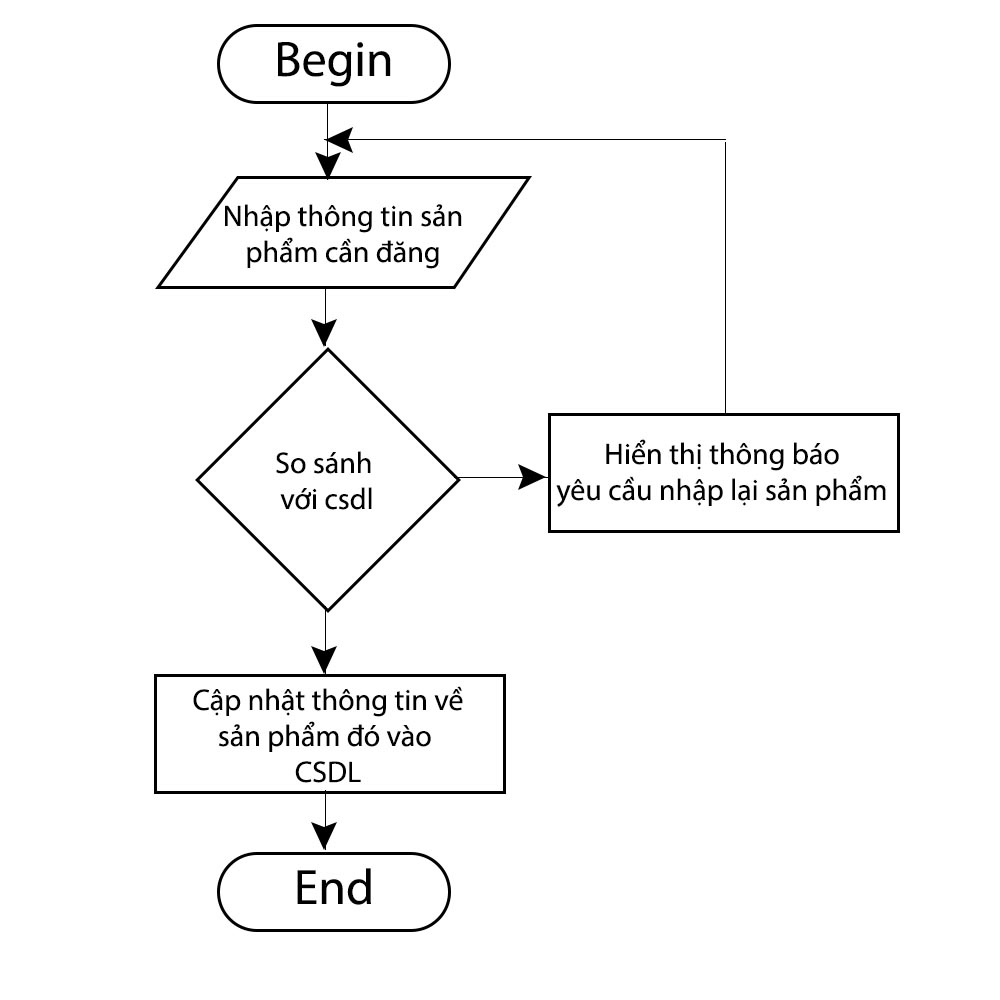 Begin
Nhập thông tin sản
phẩm cần đăng
So sánh
với csdl
Hiển thị thông báo
yêu cầu nhập lại sản phẩm
Cập nhật thông tin về
sản phẩm đó vào
CSDL
End